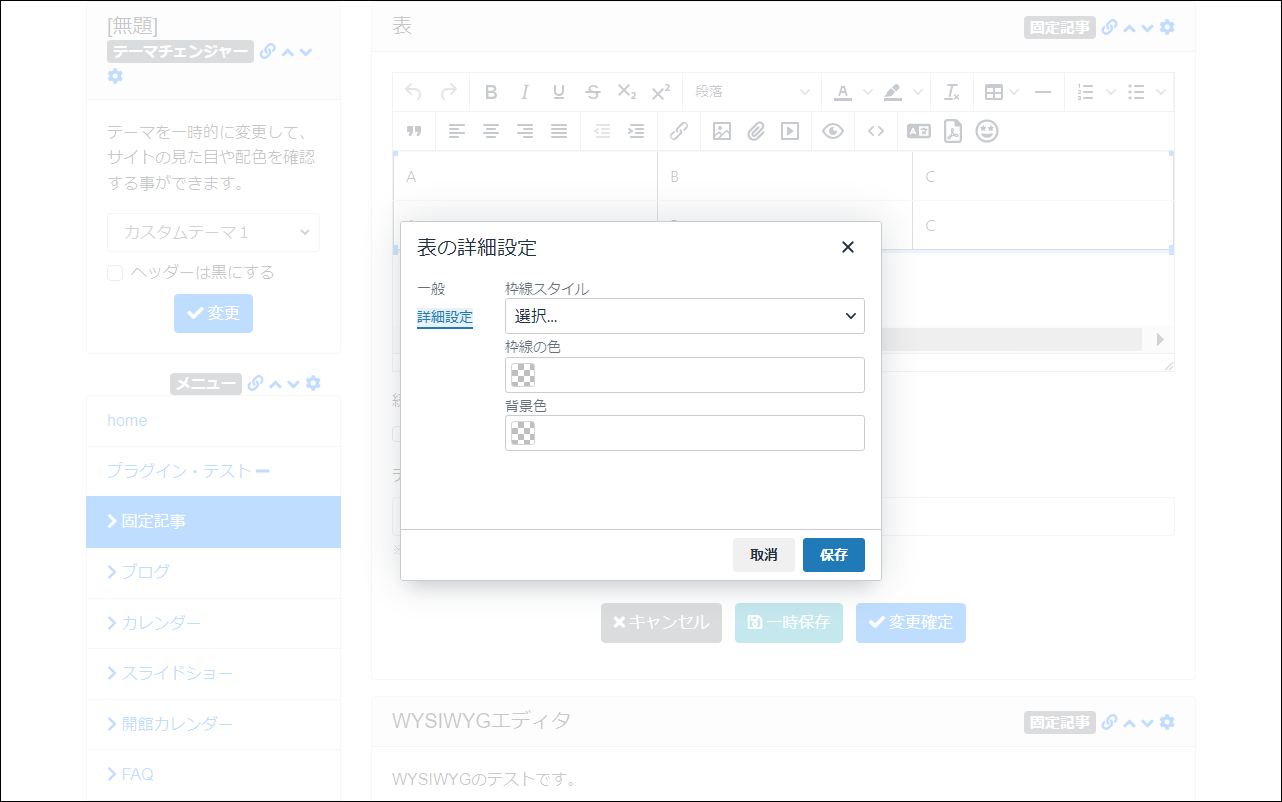 [無題]
テーマチェンジャー
テーマを一時的に変更して、
サイトの見た目や配色を確認
する事ができます。
カスタムテーマ１
ヘッダーは黒にする
変更
メニュー
home
プラグイン・テスト
固定記事
ブログ
カレンダー
スライドショー
開館カレンダー
FAQ
表
固定記事
B I U S X₂ X² 段落 A
A B C
C
表の詳細設定
一般
詳細設定
枠線スタイル
選択...
枠線の色
背景色
取消
保存
キャンセル
一時保存
変更確定
WYSIWYGエディタ
固定記事
WYSIWYGのテストです。